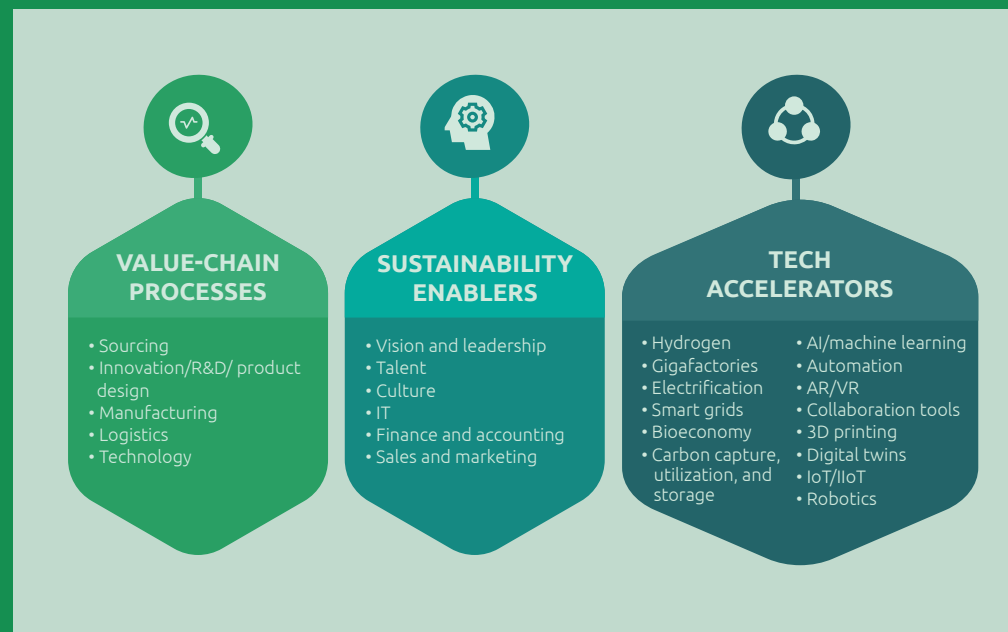 VALUE-CHAIN
PROCESSES
• Sourcing
• Innovation/R&D/ product
design
• Manufacturing
• Logistics
• Technology
SUSTAINABILITY
ENABLERS
• Vision and leadership
• Talent
• Culture
• IT
• Finance and accounting
• Sales and marketing
TECH
ACCELERATORS
• Hydrogen
• Gigafactories
• Electrification
• Smart grids
• Bioeconomy
• Carbon capture,
utilization, and
storage
• AI/machine learning
• Automation
• AR/VR
• Collaboration tools
• 3D printing
• Digital twins
• IoT/IIoT
• Robotics